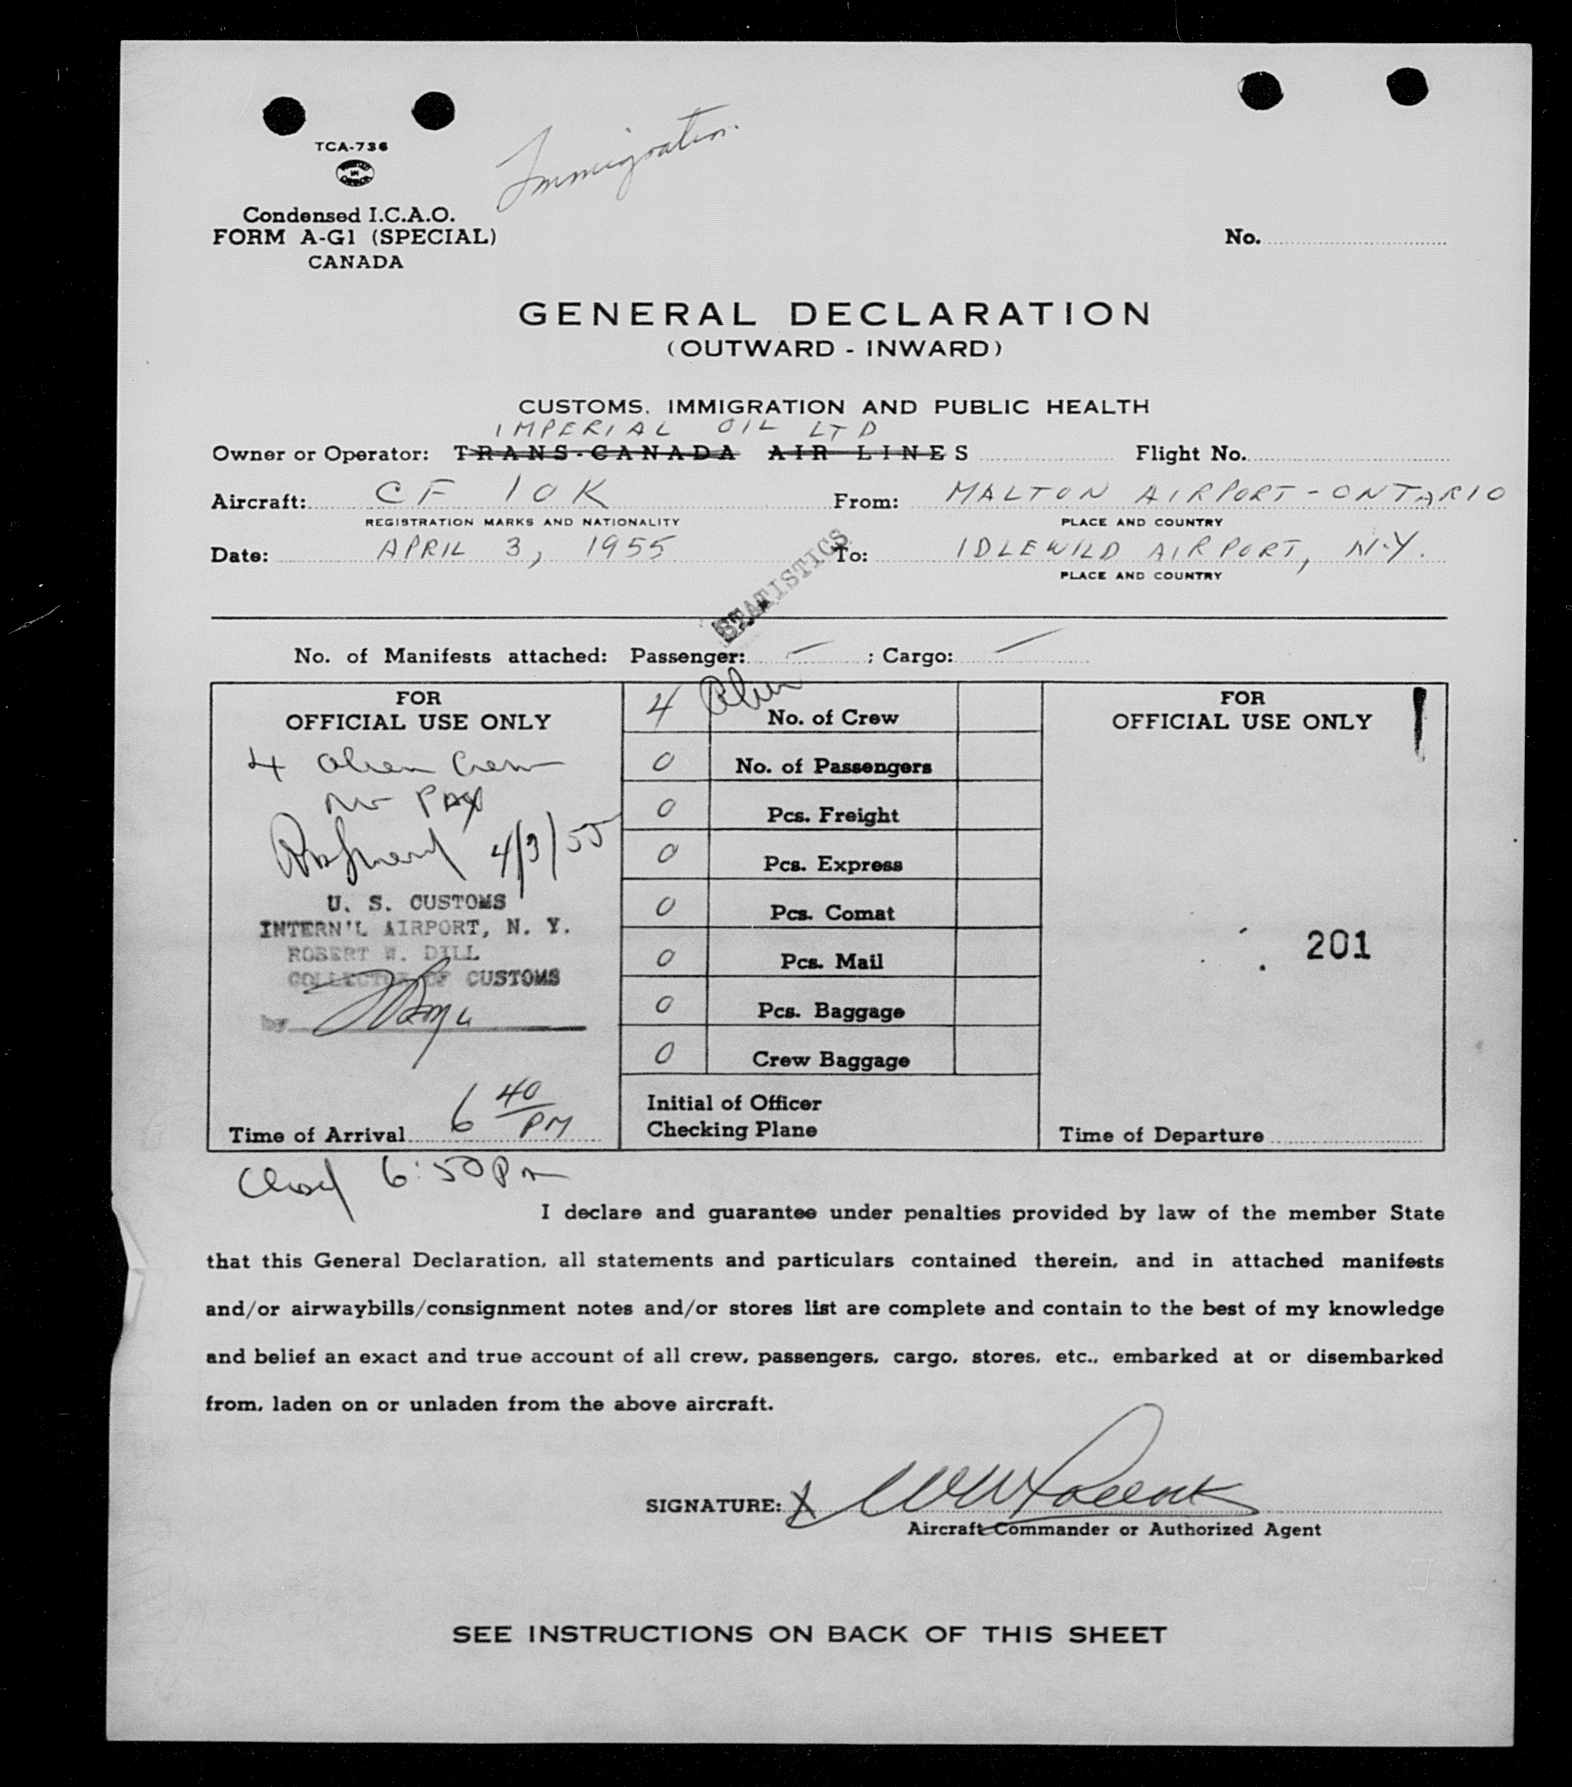 TCA-736
Immigration.
Condensed I.C.A.O.
FORM A-G1 (SPECIAL)
CANADA
No.
GENERAL DECLARATION
(OUTWARD - INWARD)
CUSTOMS, IMMIGRATION AND PUBLIC HEALTH
IMPERIAL OIL LTD
Owner or Operator: TRANS-CANADA AIR LINES Flight No.
Aircraft: CF IOK From: MALTON AIRPORT - ONTARIO
REGISTRATION MARKS AND NATIONALITY PLACE AND COUNTRY
Date: APRIL 3, 1955 To: IDLEWILD AIRPORT, N.Y.
PLACE AND COUNTRY
STATISTICS
No. of Manifests attached: Passenger: — ; Cargo: —
FOR
OFFICIAL USE ONLY
4 alien Crew
no PAX
4/3/55
U. S. CUSTOMS
INTERN'L AIRPORT, N. Y.
ROBERT W. DILL
COLLECTOR OF CUSTOMS
by
Time of Arrival 6 40 PM
4 Alien No. of Crew
0 No. of Passengers
0 Pcs. Freight
0 Pcs. Express
0 Pcs. Comat
0 Pcs. Mail
0 Pcs. Baggage
0 Crew Baggage
Initial of Officer
Checking Plane
FOR
OFFICIAL USE ONLY
201
Time of Departure
Closed 6:50 Pm
I declare and guarantee under penalties provided by law of the member State
that this General Declaration, all statements and particulars contained therein, and in attached manifests
and/or airwaybills/consignment notes and/or stores list are complete and contain to the best of my knowledge
and belief an exact and true account of all crew, passengers, cargo, stores, etc., embarked at or disembarked
from, laden on or unladen from the above aircraft.
SIGNATURE: X
Aircraft Commander or Authorized Agent
SEE INSTRUCTIONS ON BACK OF THIS SHEET